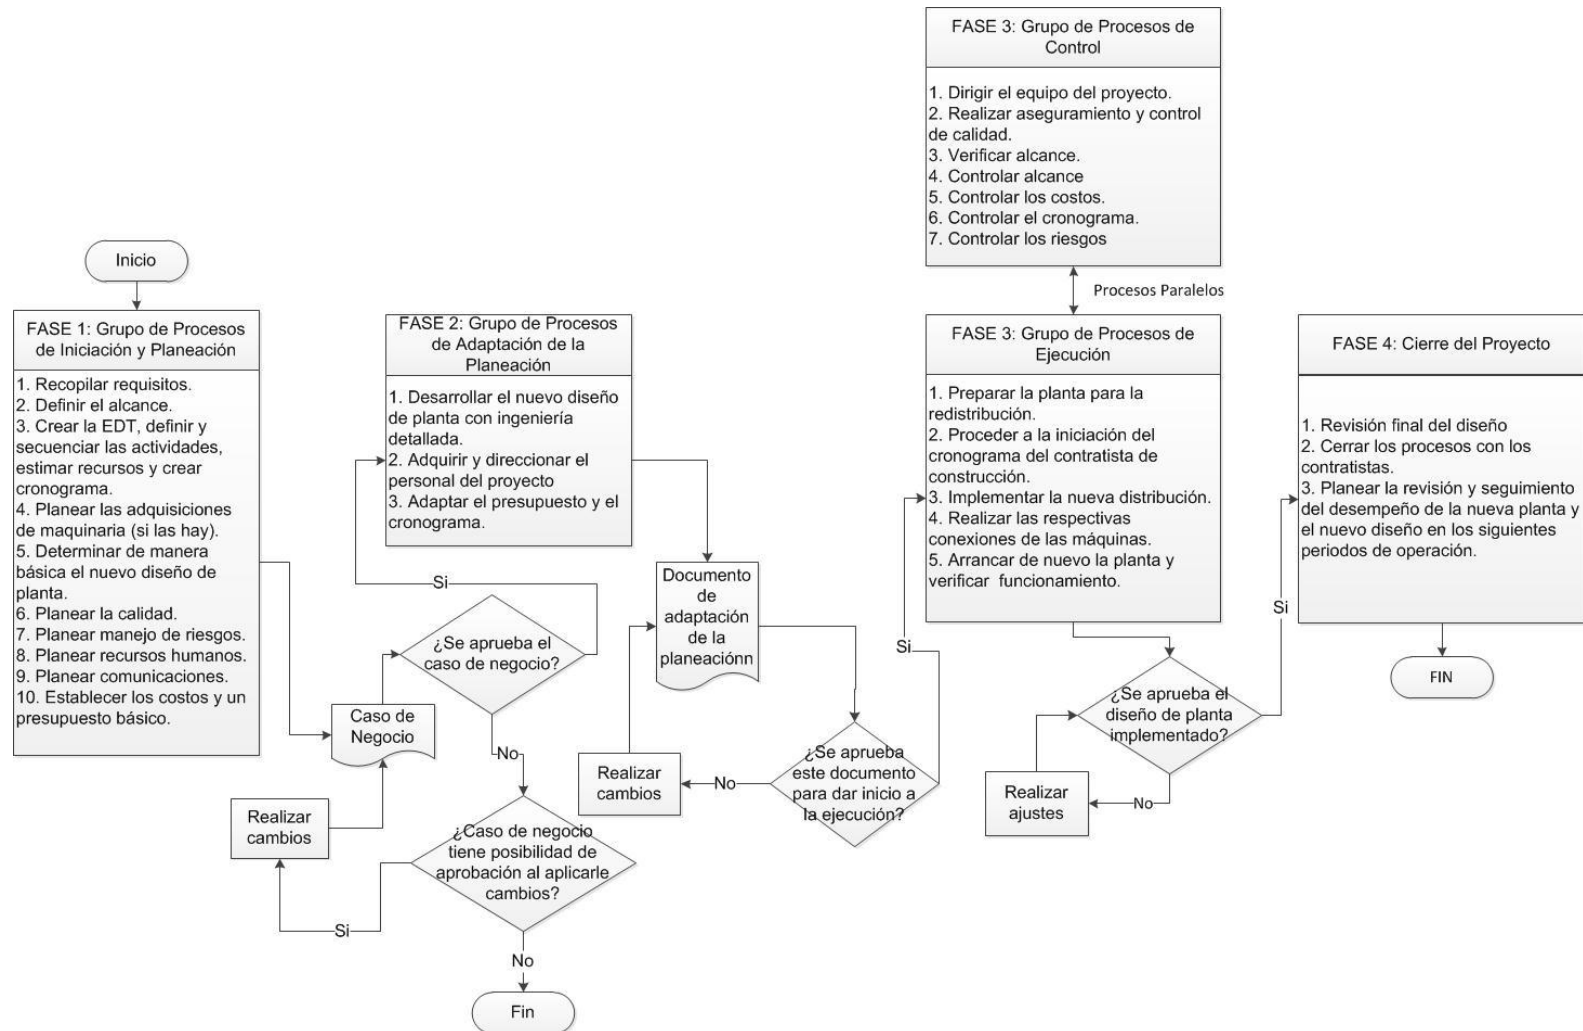 Inicio
FASE 1: Grupo de Procesos
de Iniciación y Planeación
1. Recopilar requisitos.
2. Definir el alcance.
3. Crear la EDT, definir y
secuenciar las actividades,
estimar recursos y crear
cronograma.
4. Planear las adquisiciones
de maquinaria (si las hay).
5. Determinar de manera
básica el nuevo diseño de
planta.
6. Planear la calidad.
7. Planear manejo de riesgos.
8. Planear recursos humanos.
9. Planear comunicaciones.
10. Establecer los costos y un
presupuesto básico.
Caso de
Negocio
Realizar
cambios
¿Se aprueba el
caso de negocio?
Si
No
¿Caso de negocio
tiene posibilidad de
aprobación al aplicarle
cambios?
Si
No
Fin
FASE 2: Grupo de Procesos
de Adaptación de la
Planeación
1. Desarrollar el nuevo diseño
de planta con ingeniería
detallada.
2. Adquirir y direccionar el
personal del proyecto
3. Adaptar el presupuesto y el
cronograma.
Documento
de
adaptación
de la
planeaciónn
Realizar
cambios
No
¿Se aprueba
este documento
para dar inicio a
la ejecución?
Si
FASE 3: Grupo de Procesos de
Control
1. Dirigir el equipo del proyecto.
2. Realizar aseguramiento y control
de calidad.
3. Verificar alcance.
4. Controlar alcance
5. Controlar los costos.
6. Controlar el cronograma.
7. Controlar los riesgos
Procesos Paralelos
FASE 3: Grupo de Procesos de
Ejecución
1. Preparar la planta para la
redistribución.
2. Proceder a la iniciación del
cronograma del contratista de
construcción.
3. Implementar la nueva distribución.
4. Realizar las respectivas
conexiones de las máquinas.
5. Arrancar de nuevo la planta y
verificar funcionamiento.
¿Se aprueba el
diseño de planta
implementado?
Realizar
ajustes
No
Si
FASE 4: Cierre del Proyecto
1. Revisión final del diseño
2. Cerrar los procesos con los
contratistas.
3. Planear la revisión y seguimiento
del desempeño de la nueva planta y
el nuevo diseño en los siguientes
periodos de operación.
FIN